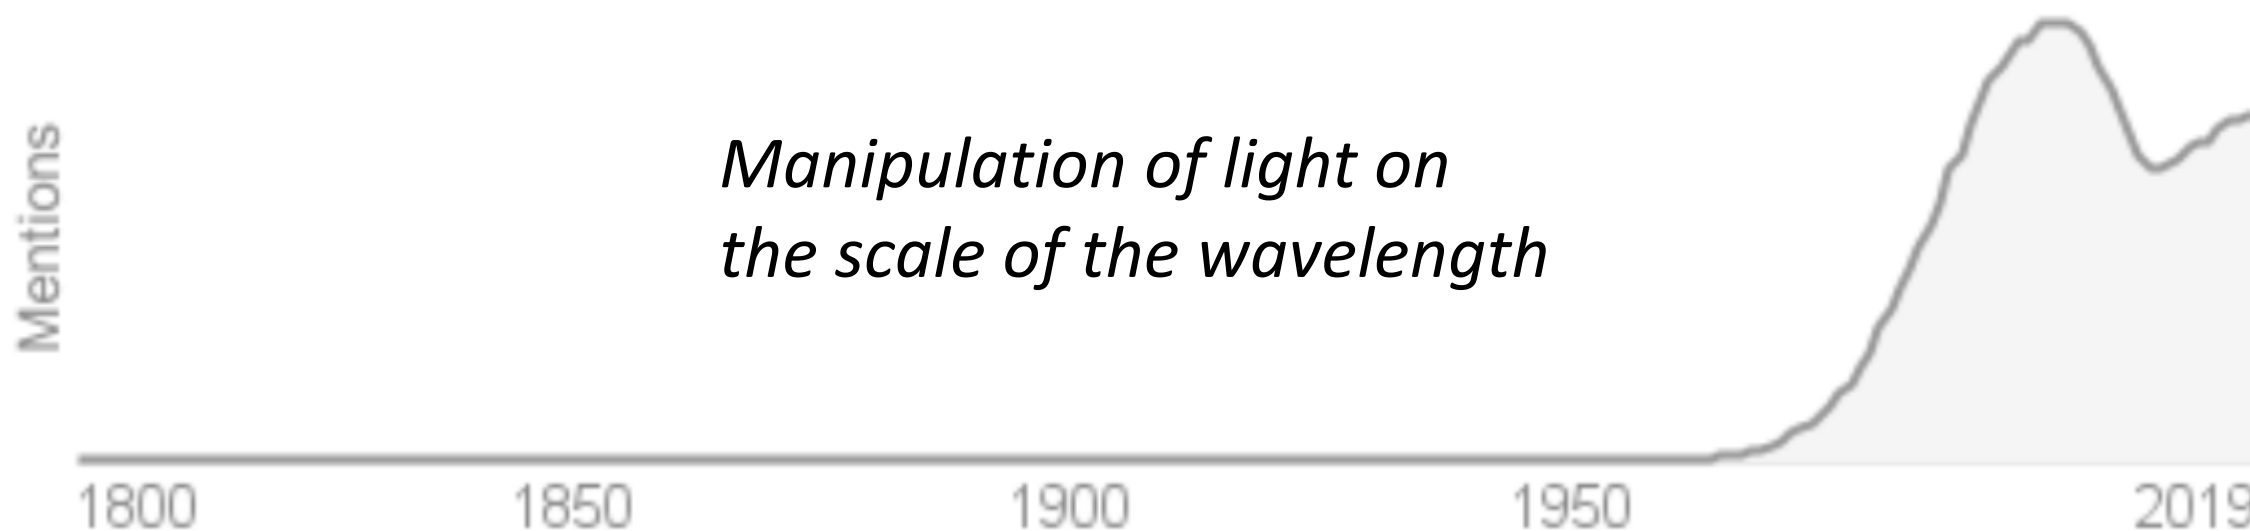 Mentions
Manipulation of light on
the scale of the wavelength
1800 1850 1900 1950 2019